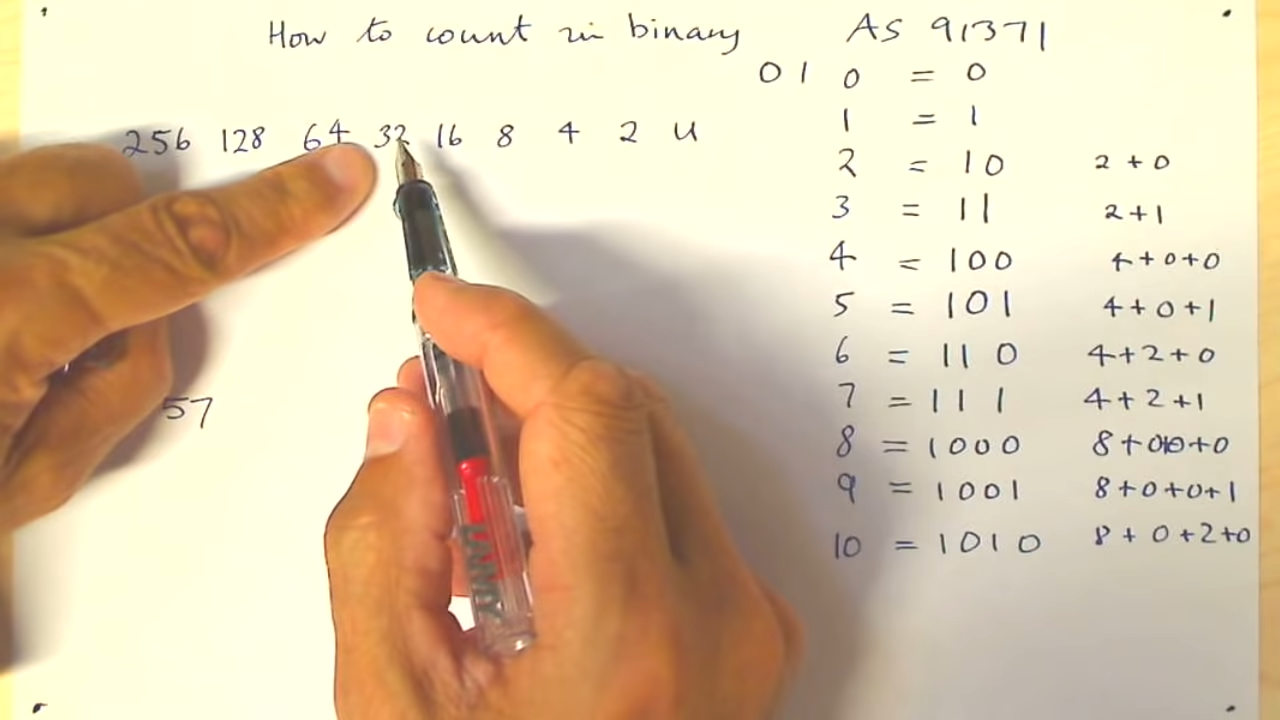 How to count in binary AS 91371
0 1 0 = 0
256 128 64 32 16 8 4 2 U
1 = 1
2 = 10 2 + 0
3 = 11 2+1
4 = 100 4+0+0
5 = 101 4+0+1
6 = 110 4+2+0
7 = 111 4+2+1
57
8 = 1000 8+0+0
9 = 1001 8+0+0+1
10 = 1010 8+0+2+0
LAMY